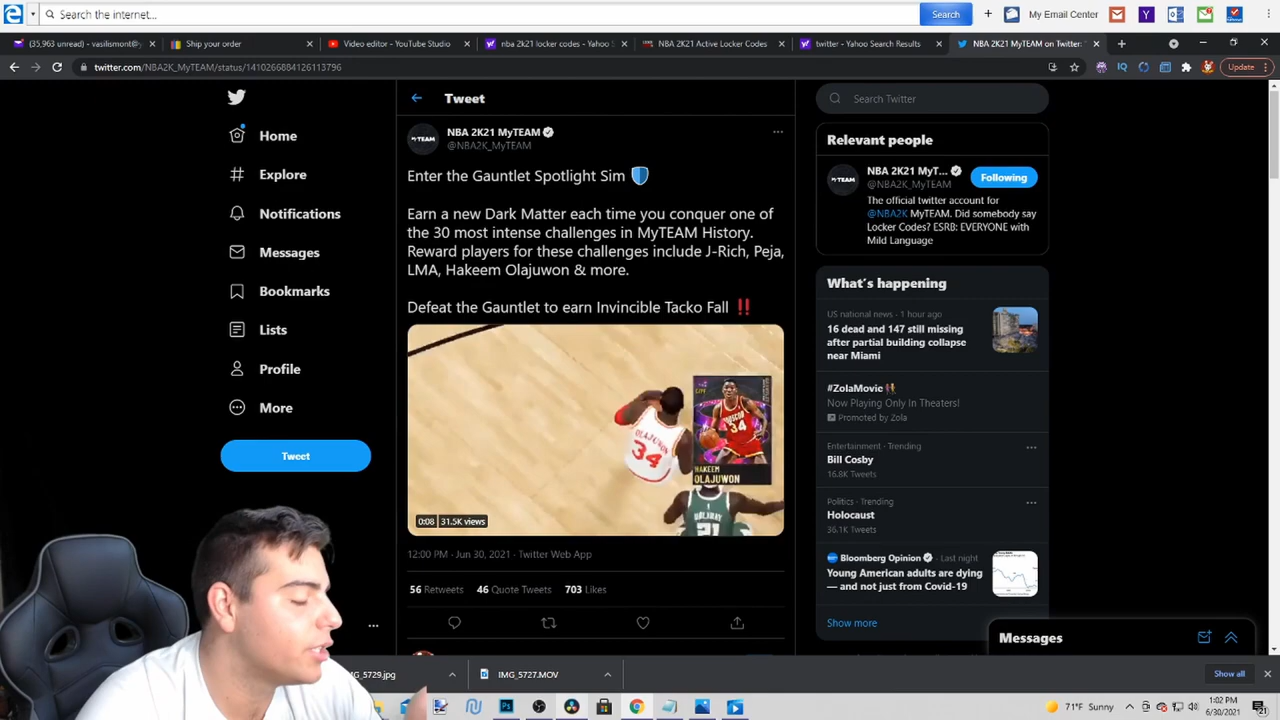 Search the internet...
Search
My Email Center
(35,963 unread) - vasilismont@
Ship your order
Video editor - YouTube Studio
nba 2k21 locker codes - Yahoo S
NBA 2K21 Active Locker Codes
twitter - Yahoo Search Results
NBA 2K21 MyTEAM on Twitter:
twitter.com/NBA2K_MyTEAM/status/1410266884126113796
Update
Home
Explore
Notifications
Messages
Bookmarks
Lists
Profile
More
Tweet
Tweet
NBA 2K21 MyTEAM
@NBA2K_MyTEAM
Enter the Gauntlet Spotlight Sim
Earn a new Dark Matter each time you conquer one of
the 30 most intense challenges in MyTEAM History.
Reward players for these challenges include J-Rich, Peja,
LMA, Hakeem Olajuwon & more.
Defeat the Gauntlet to earn Invincible Tacko Fall ‼
OLAJUWON
34
HOUSTON
34
HAKEEM
OLAJUWON
HOLIDAY
21
0:08 31.5K views
12:00 PM · Jun 30, 2021 · Twitter Web App
56 Retweets 46 Quote Tweets 703 Likes
Search Twitter
Relevant people
NBA 2K21 MyT...
@NBA2K_MyTEAM
Following
The official twitter account for
@NBA2K MyTEAM. Did somebody
say Locker Codes? ESRB: EVERYONE with
Mild Language
What's happening
US national news · 1 hour ago
16 dead and 147 still missing
after partial building collapse
near Miami
#ZolaMovie
Now Playing Only In Theaters!
Promoted by Zola
Entertainment · Trending
Bill Cosby
16.8K Tweets
Politics · Trending
Holocaust
36.1K Tweets
Bloomberg Opinion · Last night
Young American adults are dying
— and not just from Covid-19
Show more
Messages
IMG_5727.MOV
Show all
71°F Sunny
1:02 PM
6/30/2021